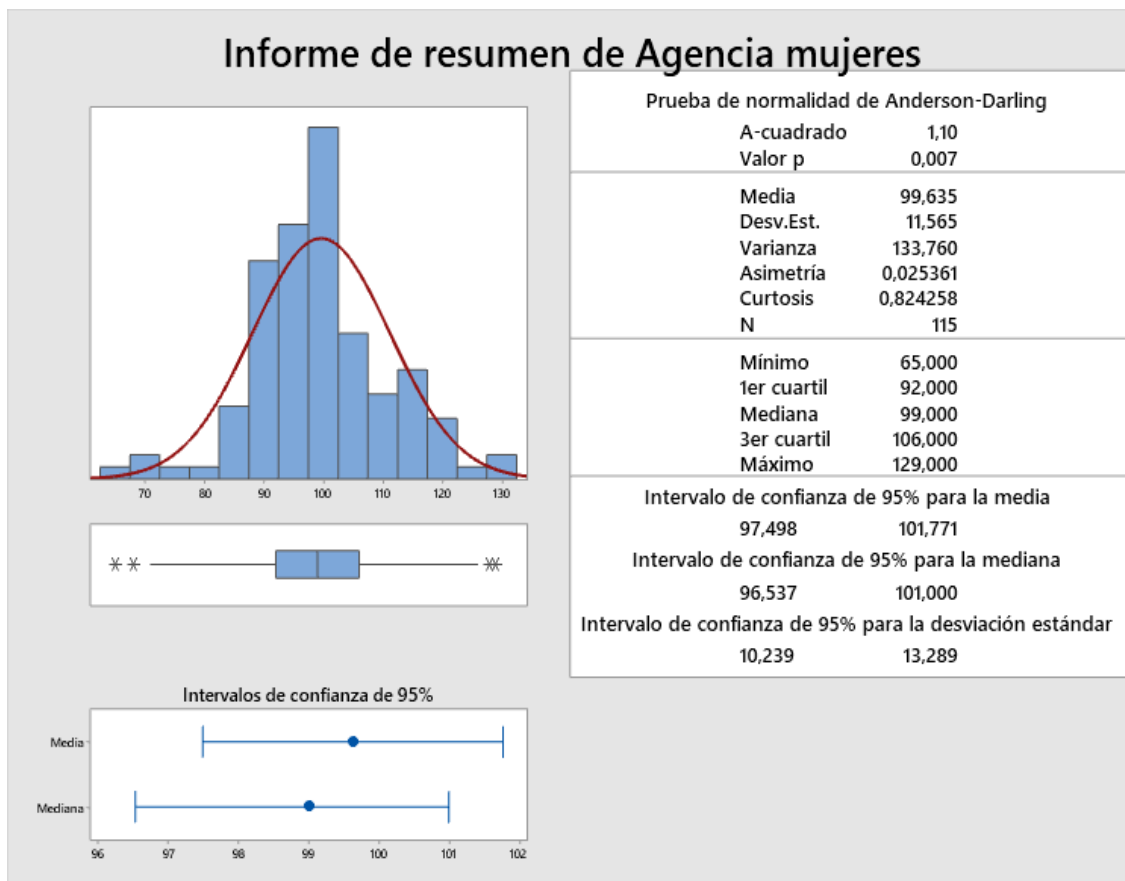 Informe de resumen de Agencia mujeres
70 80 90 100 110 120 130
Intervalos de confianza de 95%
Media
Mediana
96 97 98 99 100 101 102
Prueba de normalidad de Anderson-Darling
A-cuadrado 1,10
Valor p 0,007
Media 99,635
Desv.Est. 11,565
Varianza 133,760
Asimetría 0,025361
Curtosis 0,824258
N 115
Mínimo 65,000
1er cuartil 92,000
Mediana 99,000
3er cuartil 106,000
Máximo 129,000
Intervalo de confianza de 95% para la media
97,498 101,771
Intervalo de confianza de 95% para la mediana
96,537 101,000
Intervalo de confianza de 95% para la desviación estándar
10,239 13,289